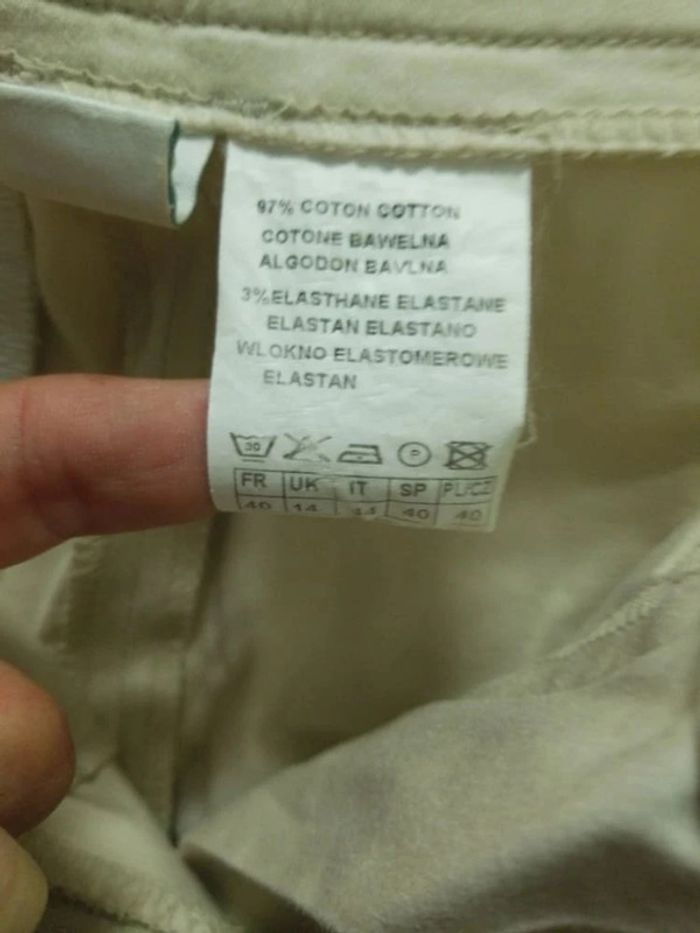 97% COTON COTTON
COTONE BAWELNA
ALGODON BAVLNA
3%ELASTHANE ELASTANE
ELASTAN ELASTANO
WLOKNO ELASTOMEROWE
ELASTAN
30 P
FR UK IT SP PL/CZ
40 14 44 40 40